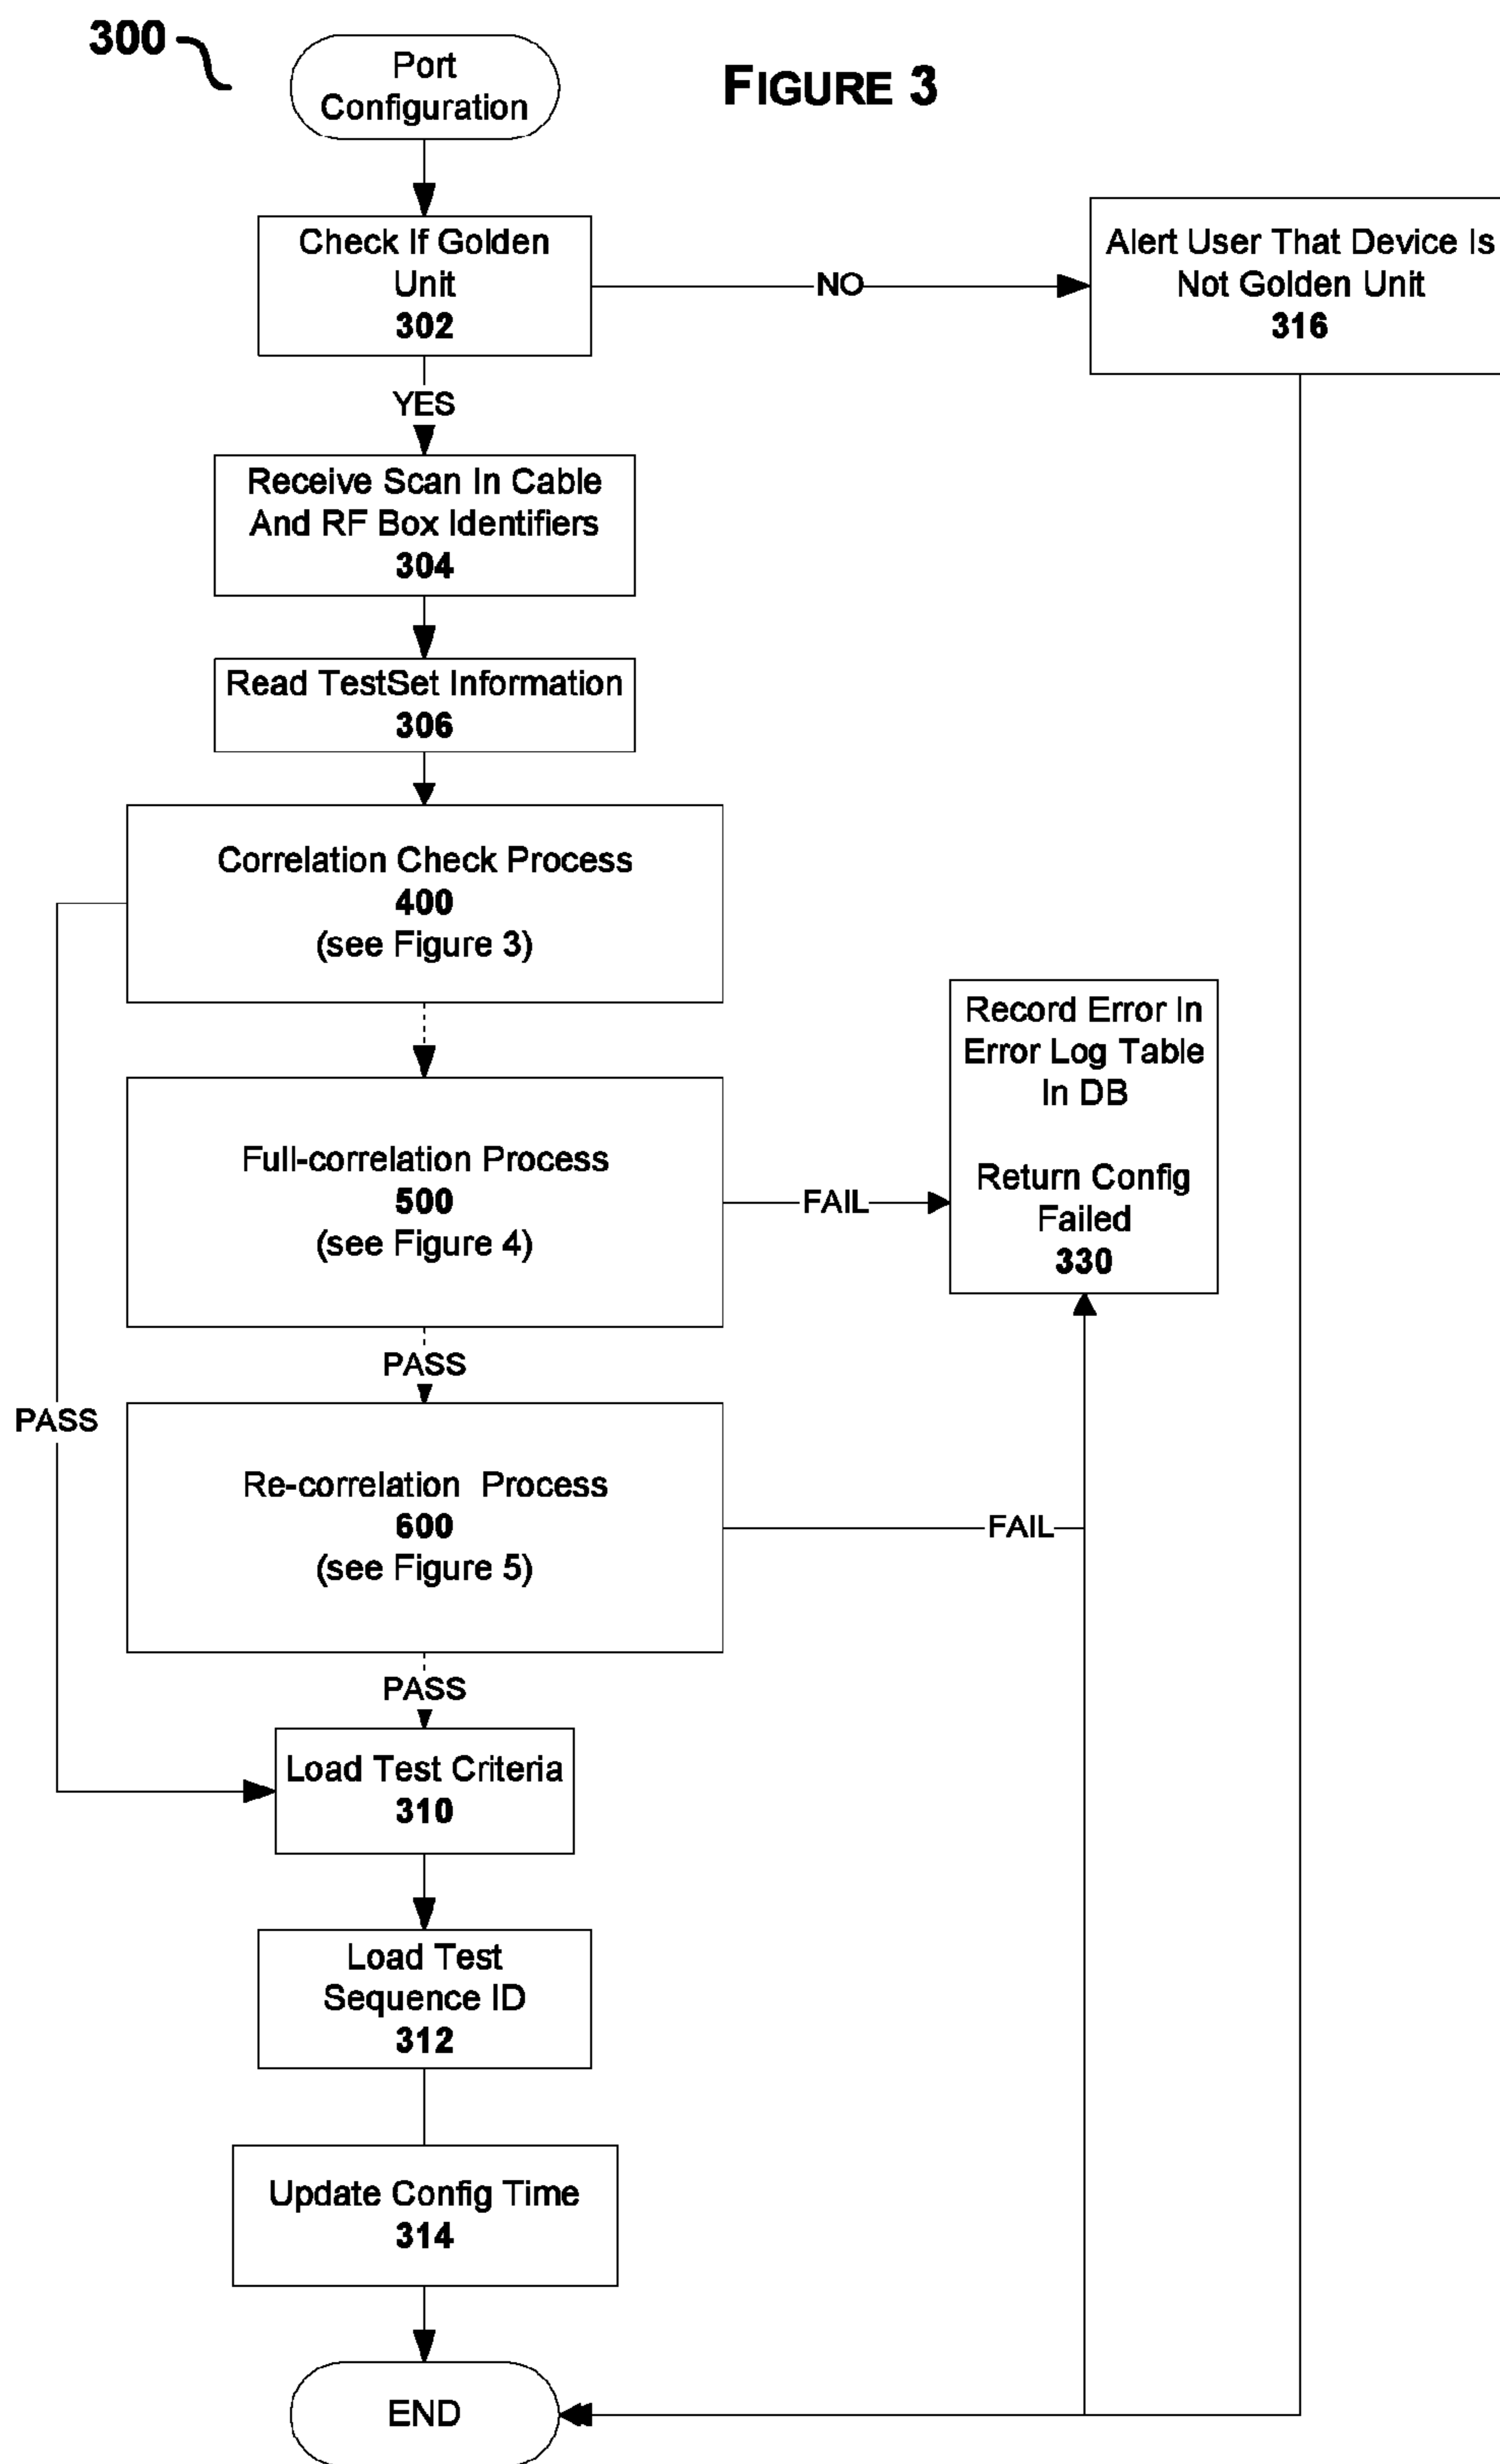 300
Port
Configuration
FIGURE 3
Check If Golden
Unit
302
NO
Alert User That Device Is
Not Golden Unit
316
YES
Receive Scan In Cable
And RF Box Identifiers
304
Read TestSet Information
306
Correlation Check Process
400
(see Figure 3)
Record Error In
Error Log Table
In DB
Return Config
Failed
330
Full-correlation Process
500
(see Figure 4)
FAIL
PASS
PASS
Re-correlation Process
600
(see Figure 5)
FAIL
PASS
Load Test Criteria
310
Load Test
Sequence ID
312
Update Config Time
314
END